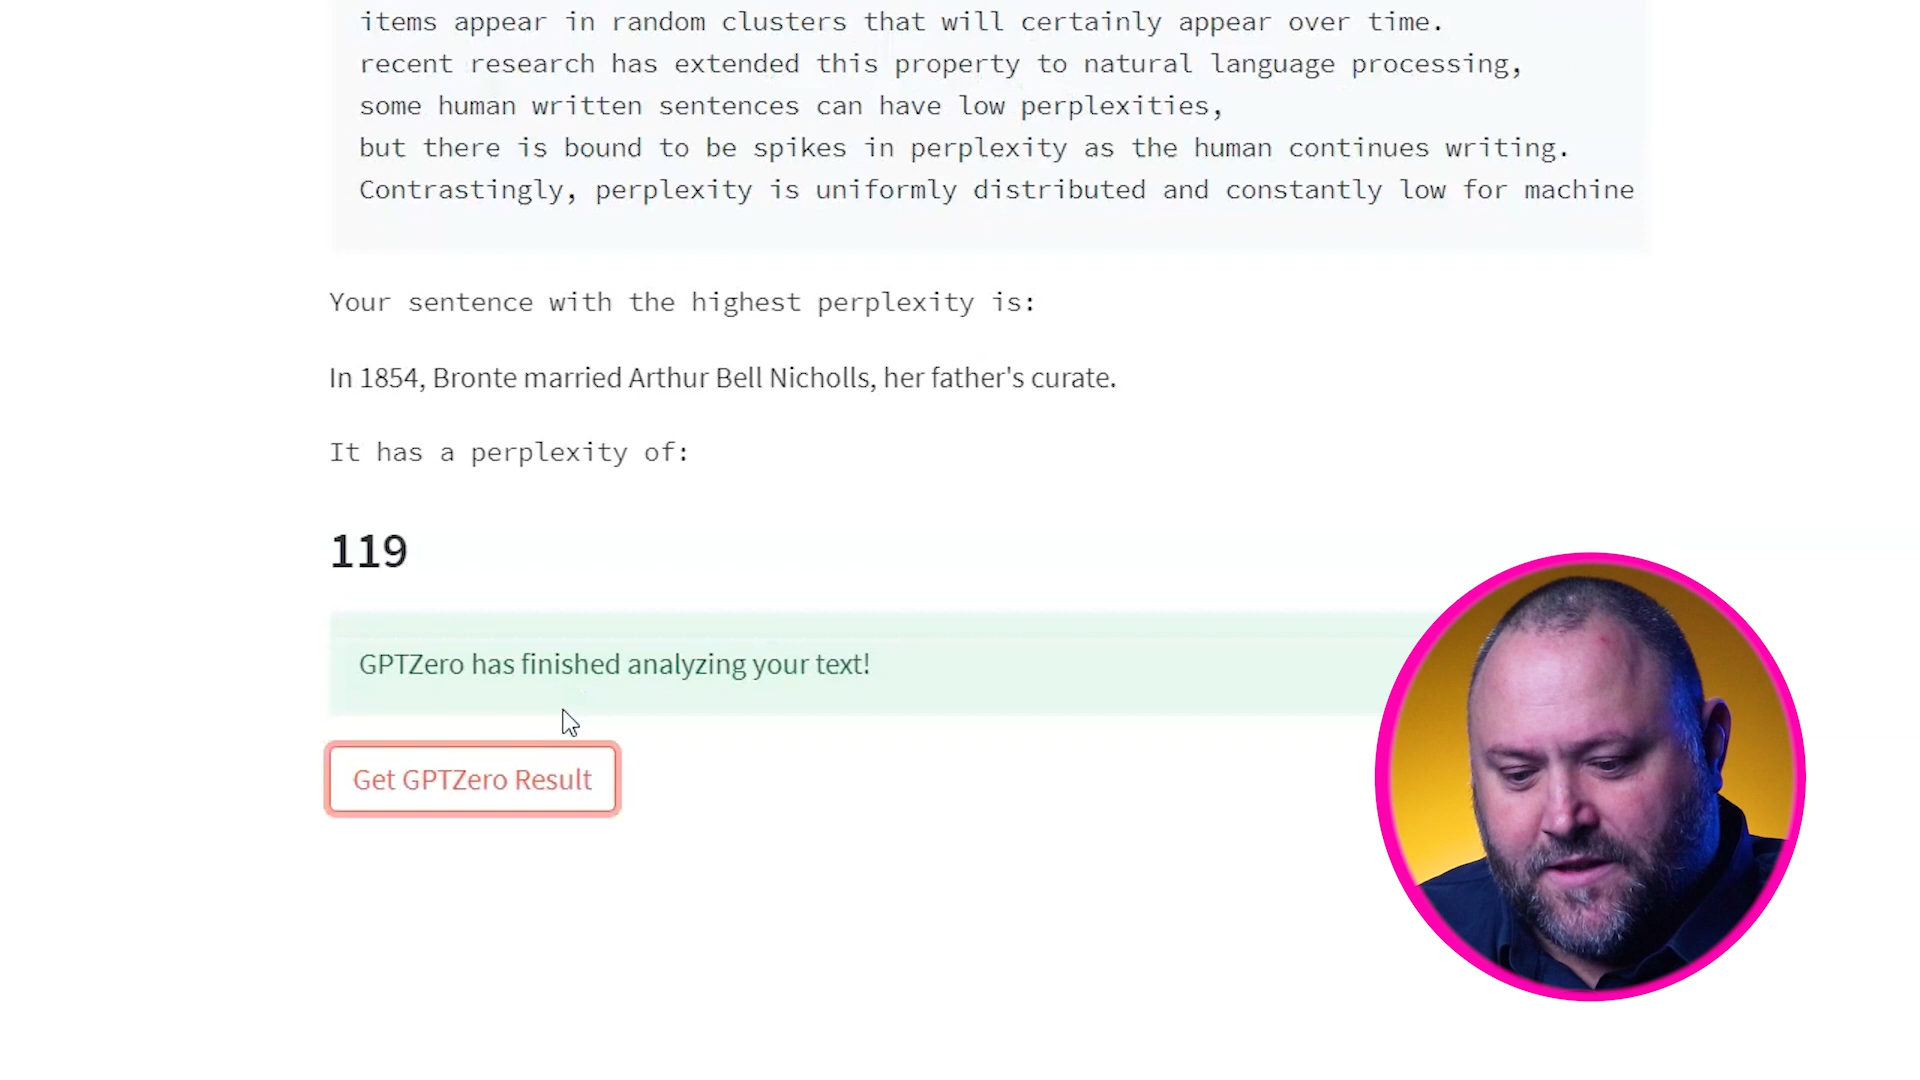 items appear in random clusters that will certainly appear over time.
recent research has extended this property to natural language processing,
some human written sentences can have low perplexities,
but there is bound to be spikes in perplexity as the human continues writing.
Contrastingly, perplexity is uniformly distributed and constantly low for machine
Your sentence with the highest perplexity is:
In 1854, Bronte married Arthur Bell Nicholls, her father's curate.
It has a perplexity of:
119
GPTZero has finished analyzing your text!
Get GPTZero Result